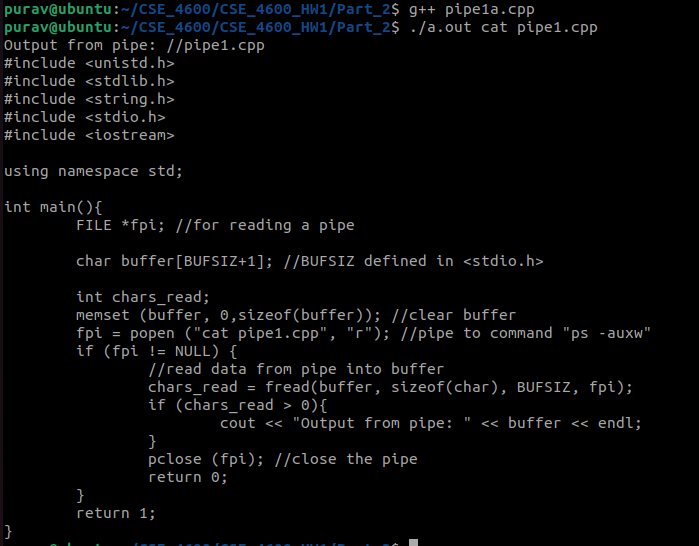 purav@ubuntu:~/CSE_4600/CSE_4600_HW1/Part_2$ g++ pipe1a.cpp
purav@ubuntu:~/CSE_4600/CSE_4600_HW1/Part_2$ ./a.out cat pipe1.cpp
Output from pipe: //pipe1.cpp
#include <unistd.h>
#include <stdlib.h>
#include <string.h>
#include <stdio.h>
#include <iostream>

using namespace std;

int main(){
        FILE *fpi; //for reading a pipe

        char buffer[BUFSIZ+1]; //BUFSIZ defined in <stdio.h>

        int chars_read;
        memset (buffer, 0,sizeof(buffer)); //clear buffer
        fpi = popen ("cat pipe1.cpp", "r"); //pipe to command "ps -auxw"
        if (fpi != NULL) {
                //read data from pipe into buffer
                chars_read = fread(buffer, sizeof(char), BUFSIZ, fpi);
                if (chars_read > 0){
                        cout << "Output from pipe: " << buffer << endl;
                }
                pclose (fpi); //close the pipe
                return 0;
        }
        return 1;
}
purav@ubuntu:~/CSE_4600/CSE_4600_HW1/Part_2$